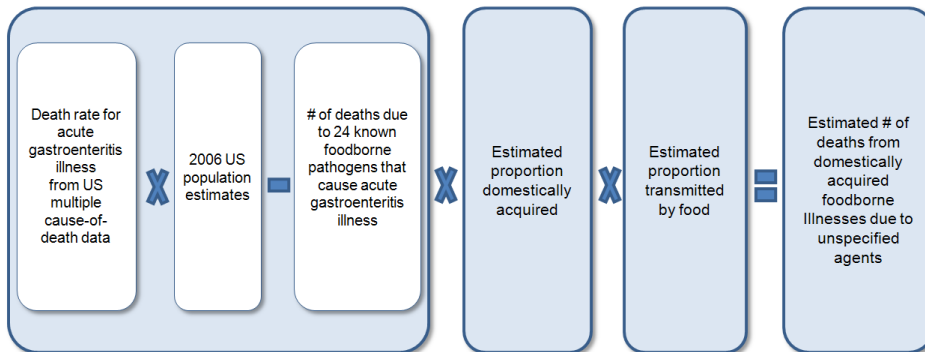 Death rate for
acute
gastroenteritis
illness
from US
multiple
cause-of-
death data
2006 US
population
estimates
# of deaths due
to 24 known
foodborne
pathogens that
cause acute
gastroenteritis
illness
Estimated
proportion
domestically
acquired
Estimated
proportion
transmitted
by food
Estimated # of
deaths from
domestically
acquired
foodborne
Illnesses due to
unspecified
agents